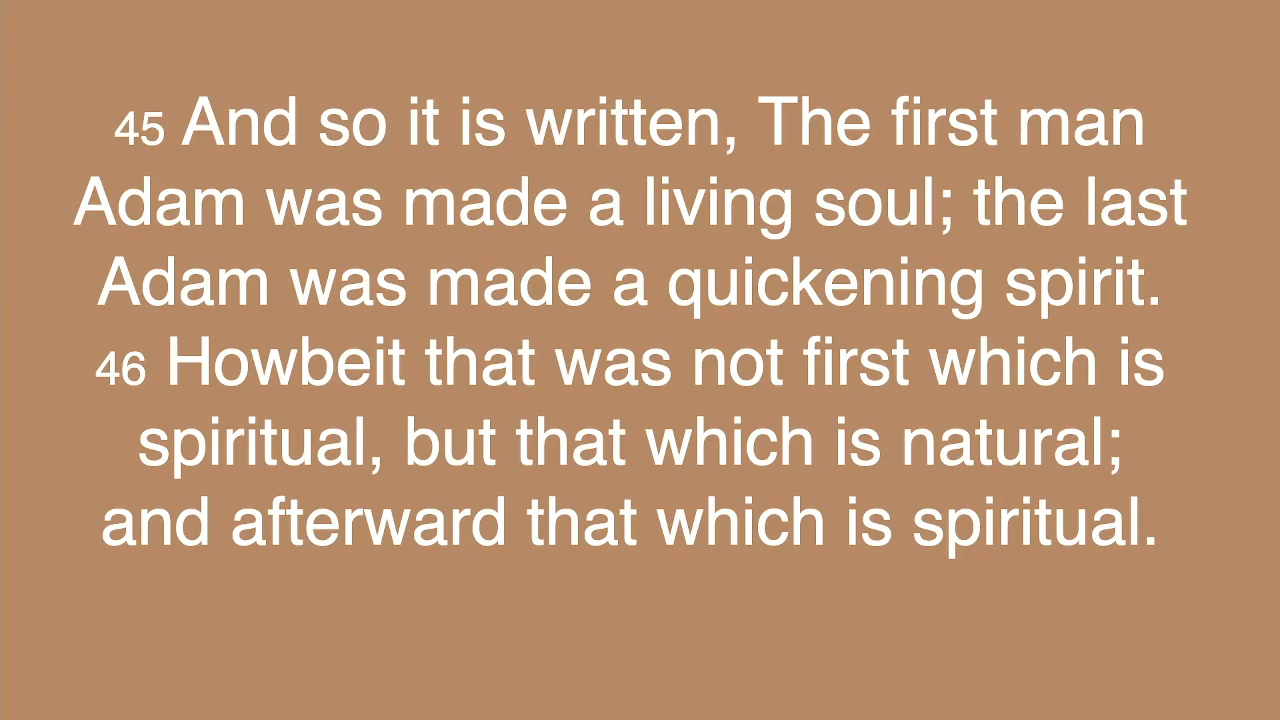 45 And so it is written, The first man
Adam was made a living soul; the last
Adam was made a quickening spirit.
46 Howbeit that was not first which is
spiritual, but that which is natural;
and afterward that which is spiritual.